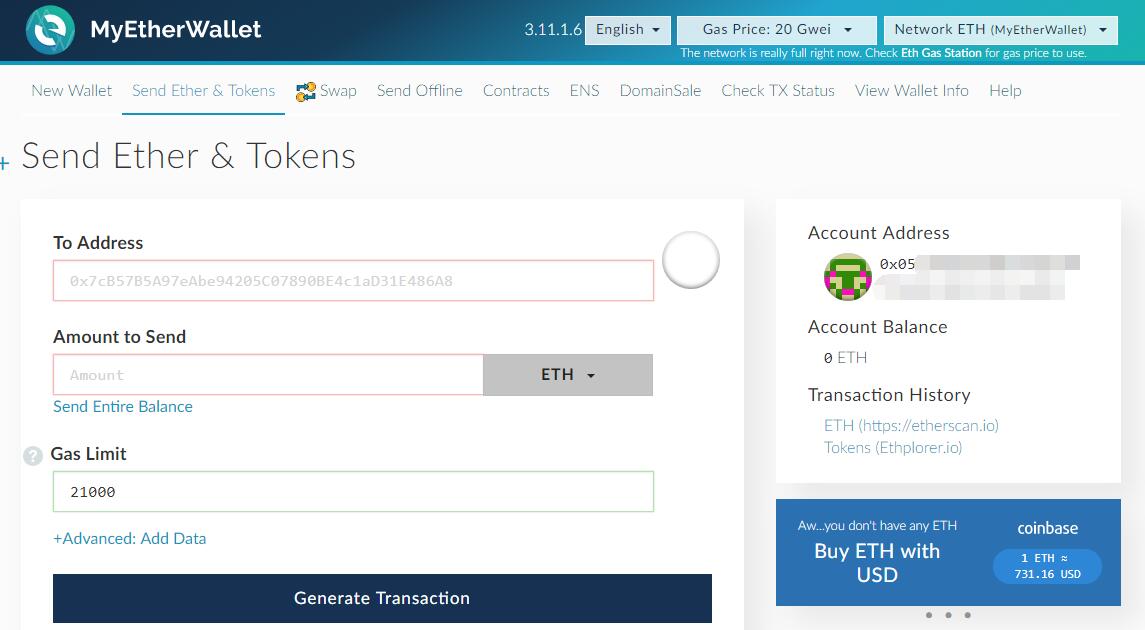 MyEtherWallet
3.11.1.6
English
Gas Price: 20 Gwei
Network ETH (MyEtherWallet)
The network is really full right now. Check Eth Gas Station for gas price to use.
New Wallet
Send Ether & Tokens
Swap
Send Offline
Contracts
ENS
DomainSale
Check TX Status
View Wallet Info
Help
+
Send Ether & Tokens
To Address
0x7cB57B5A97eAbe94205C07890BE4c1aD31E486A8
Amount to Send
Amount
ETH
Send Entire Balance
?
Gas Limit
21000
+Advanced: Add Data
Generate Transaction
Account Address
0x05
Account Balance
0 ETH
Transaction History
ETH (https://etherscan.io)
Tokens (Ethplorer.io)
Aw...you don't have any ETH
Buy ETH with
USD
coinbase
1 ETH ≈
731.16 USD